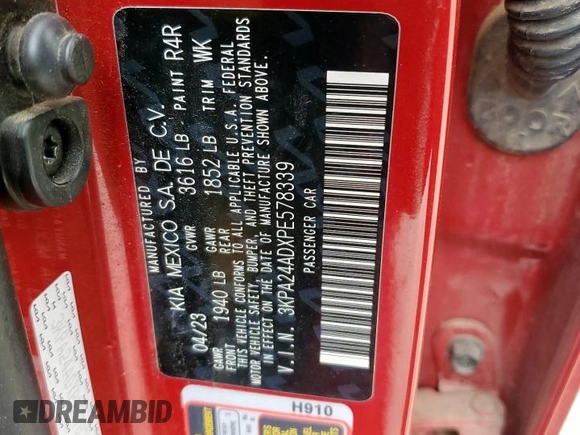 MANUFACTURED BY
KIA MEXICO S.A. DE C.V.
04/23 GVWR 3616 LB PAINT R4R
GAWR FRONT 1940 LB GAWR REAR 1852 LB TRIM WK
THIS VEHICLE CONFORMS TO ALL APPLICABLE U.S.A. FEDERAL
MOTOR VEHICLE SAFETY, BUMPER, AND THEFT PREVENTION STANDARDS
IN EFFECT ON THE DATE OF MANUFACTURE SHOWN ABOVE.
V.I.N. 3KPA24ADXPE578339
PASSENGER CAR
H910
DREAMBID